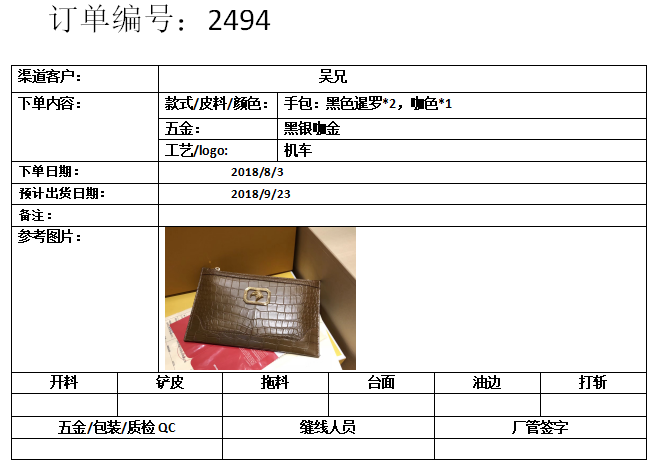 订单编号：2494
渠道客户： 吴兄
下单内容： 款式/皮料/颜色： 手包：黑色暹罗*2，咖色*1
五金： 黑银咖金
工艺/logo: 机车
下单日期： 2018/8/3
预计出货日期： 2018/9/23
备注：
参考图片：
开料 铲皮 拖料 台面 油边 打斩
五金/包装/质检 QC 缝线人员 厂管签字